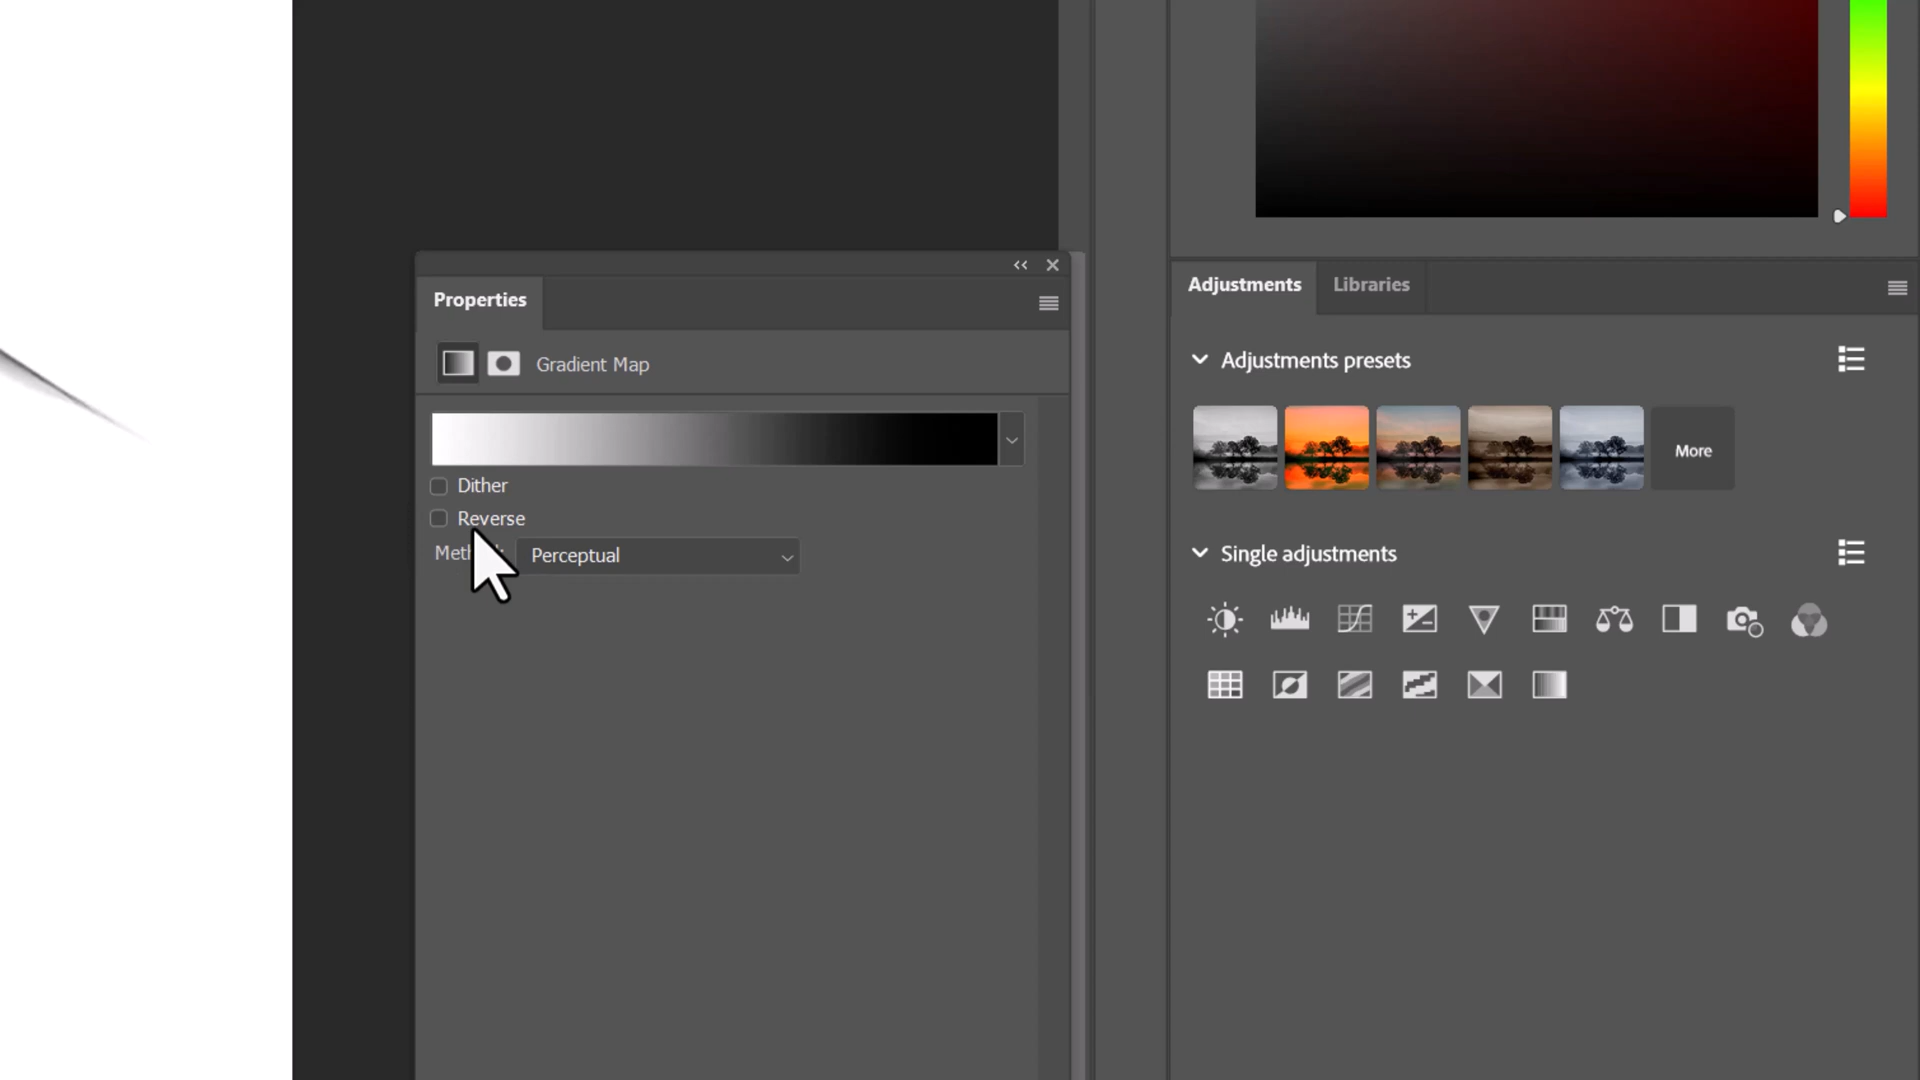 Properties
Gradient Map
Dither
Reverse
Perceptual
Adjustments
Libraries
Adjustments presets
More
Single adjustments